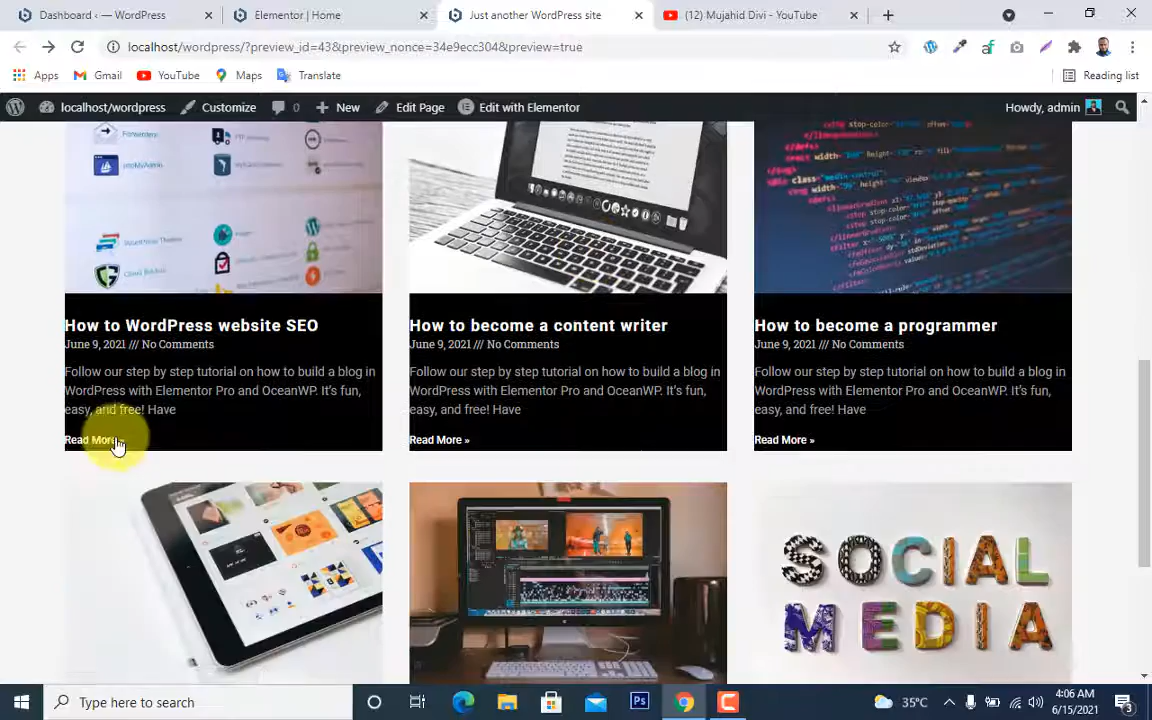 Dashboard ‹ — WordPress
Elementor | Home
Just another WordPress site
(12) Mujahid Divi - YouTube
localhost/wordpress/?preview_id=43&preview_nonce=34e9ecc304&preview=true
Apps
Gmail
YouTube
Maps
Translate
Reading list
localhost/wordpress
Customize
0
New
Edit Page
Edit with Elementor
Howdy, admin
Forwarders
phpMyAdmin
WordPress Themes
Cloud Backup
How to WordPress website SEO
June 9, 2021 /// No Comments
Follow our step by step tutorial on how to build a blog in
WordPress with Elementor Pro and OceanWP. It's fun,
easy, and free! Have
Read More »
How to become a content writer
June 9, 2021 /// No Comments
Follow our step by step tutorial on how to build a blog in
WordPress with Elementor Pro and OceanWP. It's fun,
easy, and free! Have
Read More »
How to become a programmer
June 9, 2021 /// No Comments
Follow our step by step tutorial on how to build a blog in
WordPress with Elementor Pro and OceanWP. It's fun,
easy, and free! Have
Read More »
SOCIAL
MEDIA
Type here to search
Ps
35°C
4:06 AM
6/15/2021
3